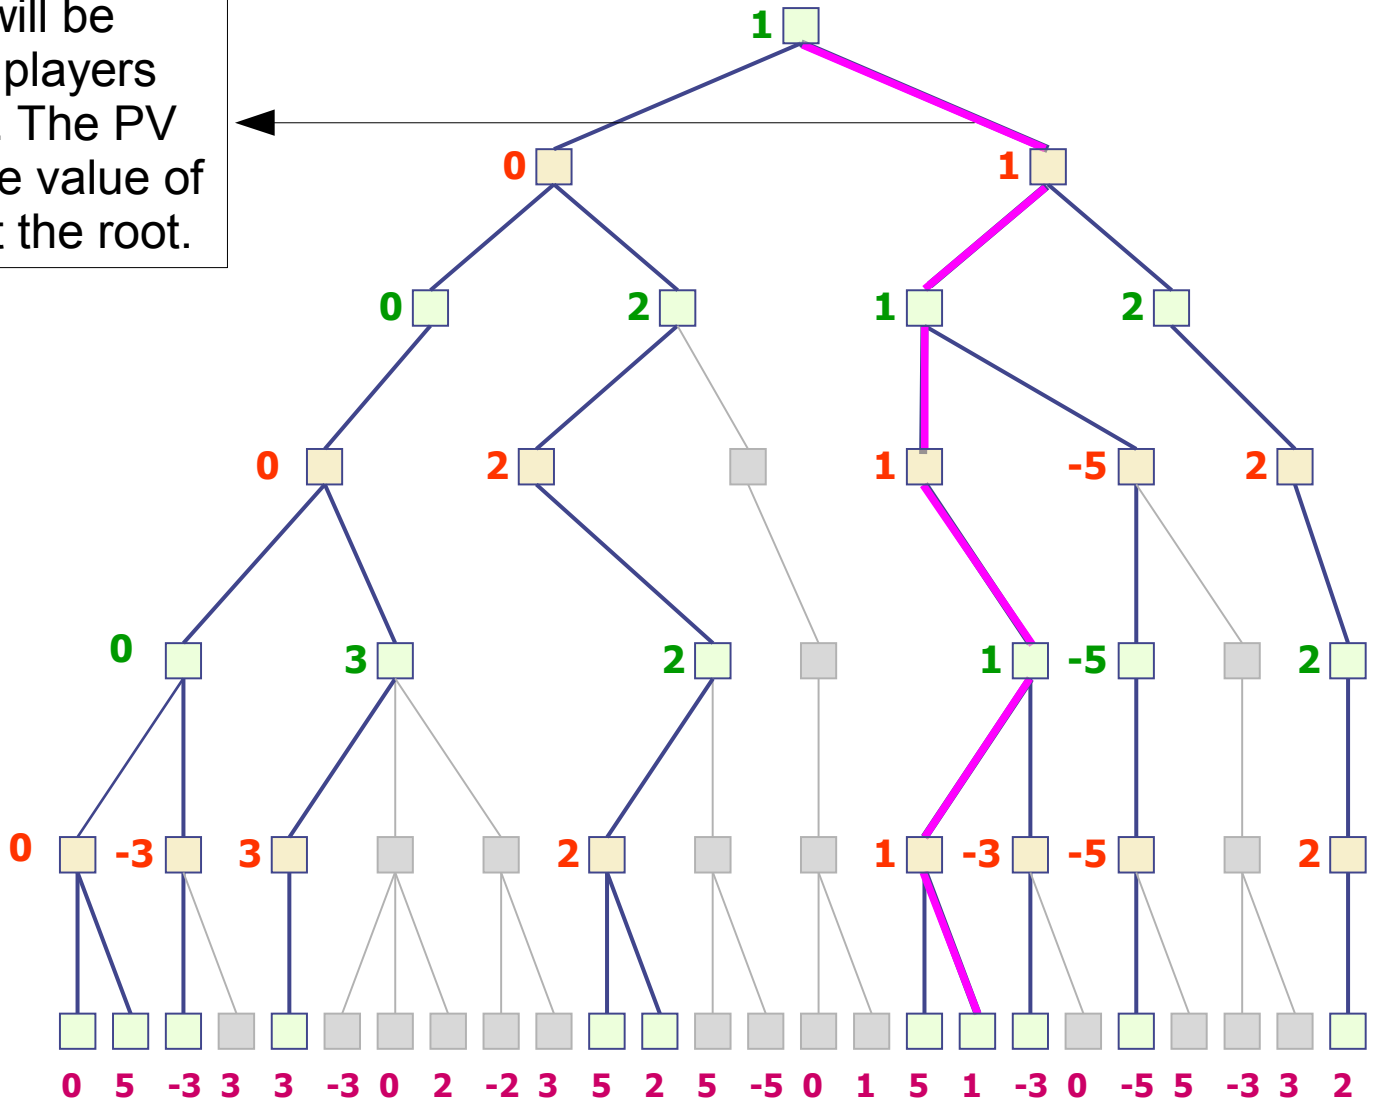 will be
players
. The PV
e value of
t the root.
1
0 1
0 2 1 2
0 2 1 -5 2
0 3 2 1 -5 2
0 -3 3 2 1 -3 -5 2
0 5 -3 3 3 -3 0 2 -2 3 5 2 5 -5 0 1 5 1 -3 0 -5 5 -3 3 2